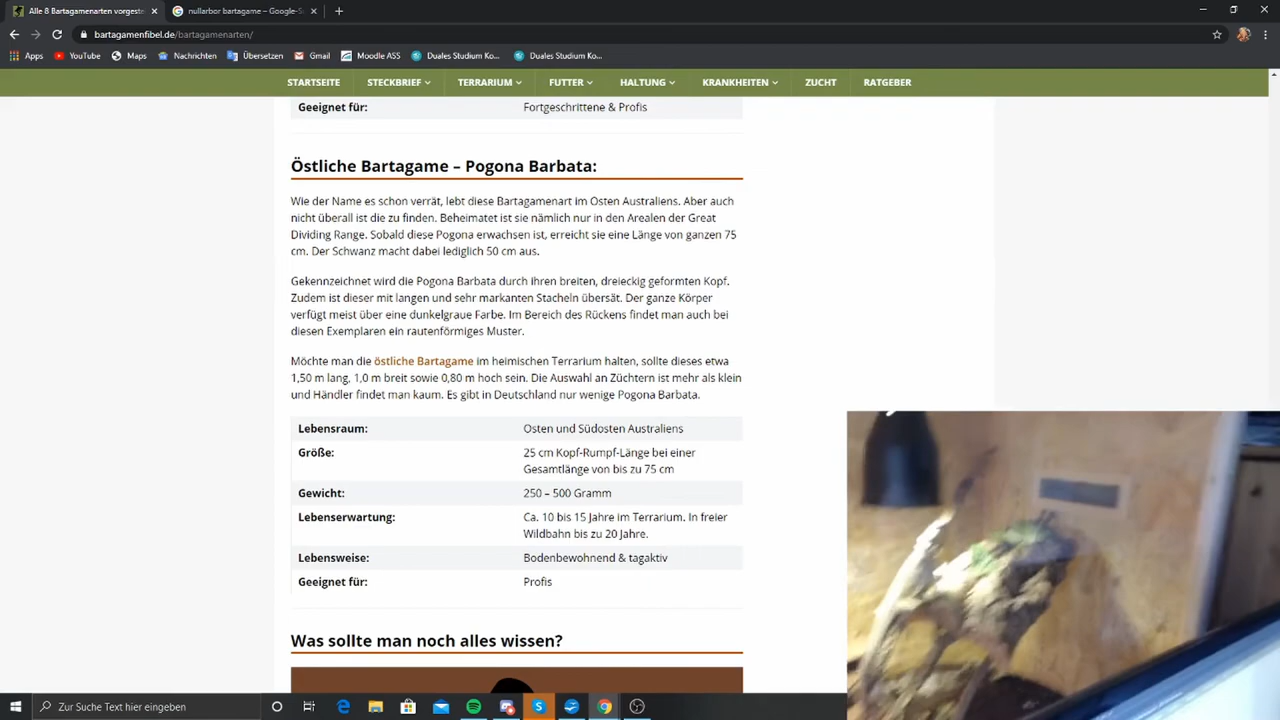 Alle 8 Bartagamenarten vorgeste
nullarbor bartagame – Google-S
bartagamenfibel.de/bartagamenarten/
Apps
YouTube
Maps
Nachrichten
Übersetzen
Gmail
Moodle ASS
Duales Studium Ko...
Duales Studium Ko...
STARTSEITE
STECKBRIEF
TERRARIUM
FUTTER
HALTUNG
KRANKHEITEN
ZUCHT
RATGEBER
Geeignet für: Fortgeschrittene & Profis
Östliche Bartagame – Pogona Barbata:
Wie der Name es schon verrät, lebt diese Bartagamenart im Osten Australiens. Aber auch
nicht überall ist die zu finden. Beheimatet ist sie nämlich nur in den Arealen der Great
Dividing Range. Sobald diese Pogona erwachsen ist, erreicht sie eine Länge von ganzen 75
cm. Der Schwanz macht dabei lediglich 50 cm aus.
Gekennzeichnet wird die Pogona Barbata durch ihren breiten, dreieckig geformten Kopf.
Zudem ist dieser mit langen und sehr markanten Stacheln übersät. Der ganze Körper
verfügt meist über eine dunkelgraue Farbe. Im Bereich des Rückens findet man auch bei
diesen Exemplaren ein rautenförmiges Muster.
Möchte man die östliche Bartagame im heimischen Terrarium halten, sollte dieses etwa
1,50 m lang, 1,0 m breit sowie 0,80 m hoch sein. Die Auswahl an Züchtern ist mehr als klein
und Händler findet man kaum. Es gibt in Deutschland nur wenige Pogona Barbata.
Lebensraum: Osten und Südosten Australiens
Größe: 25 cm Kopf-Rumpf-Länge bei einer
Gesamtlänge von bis zu 75 cm
Gewicht: 250 – 500 Gramm
Lebenserwartung: Ca. 10 bis 15 Jahre im Terrarium. In freier
Wildbahn bis zu 20 Jahre.
Lebensweise: Bodenbewohnend & tagaktiv
Geeignet für: Profis
Was sollte man noch alles wissen?
Zur Suche Text hier eingeben